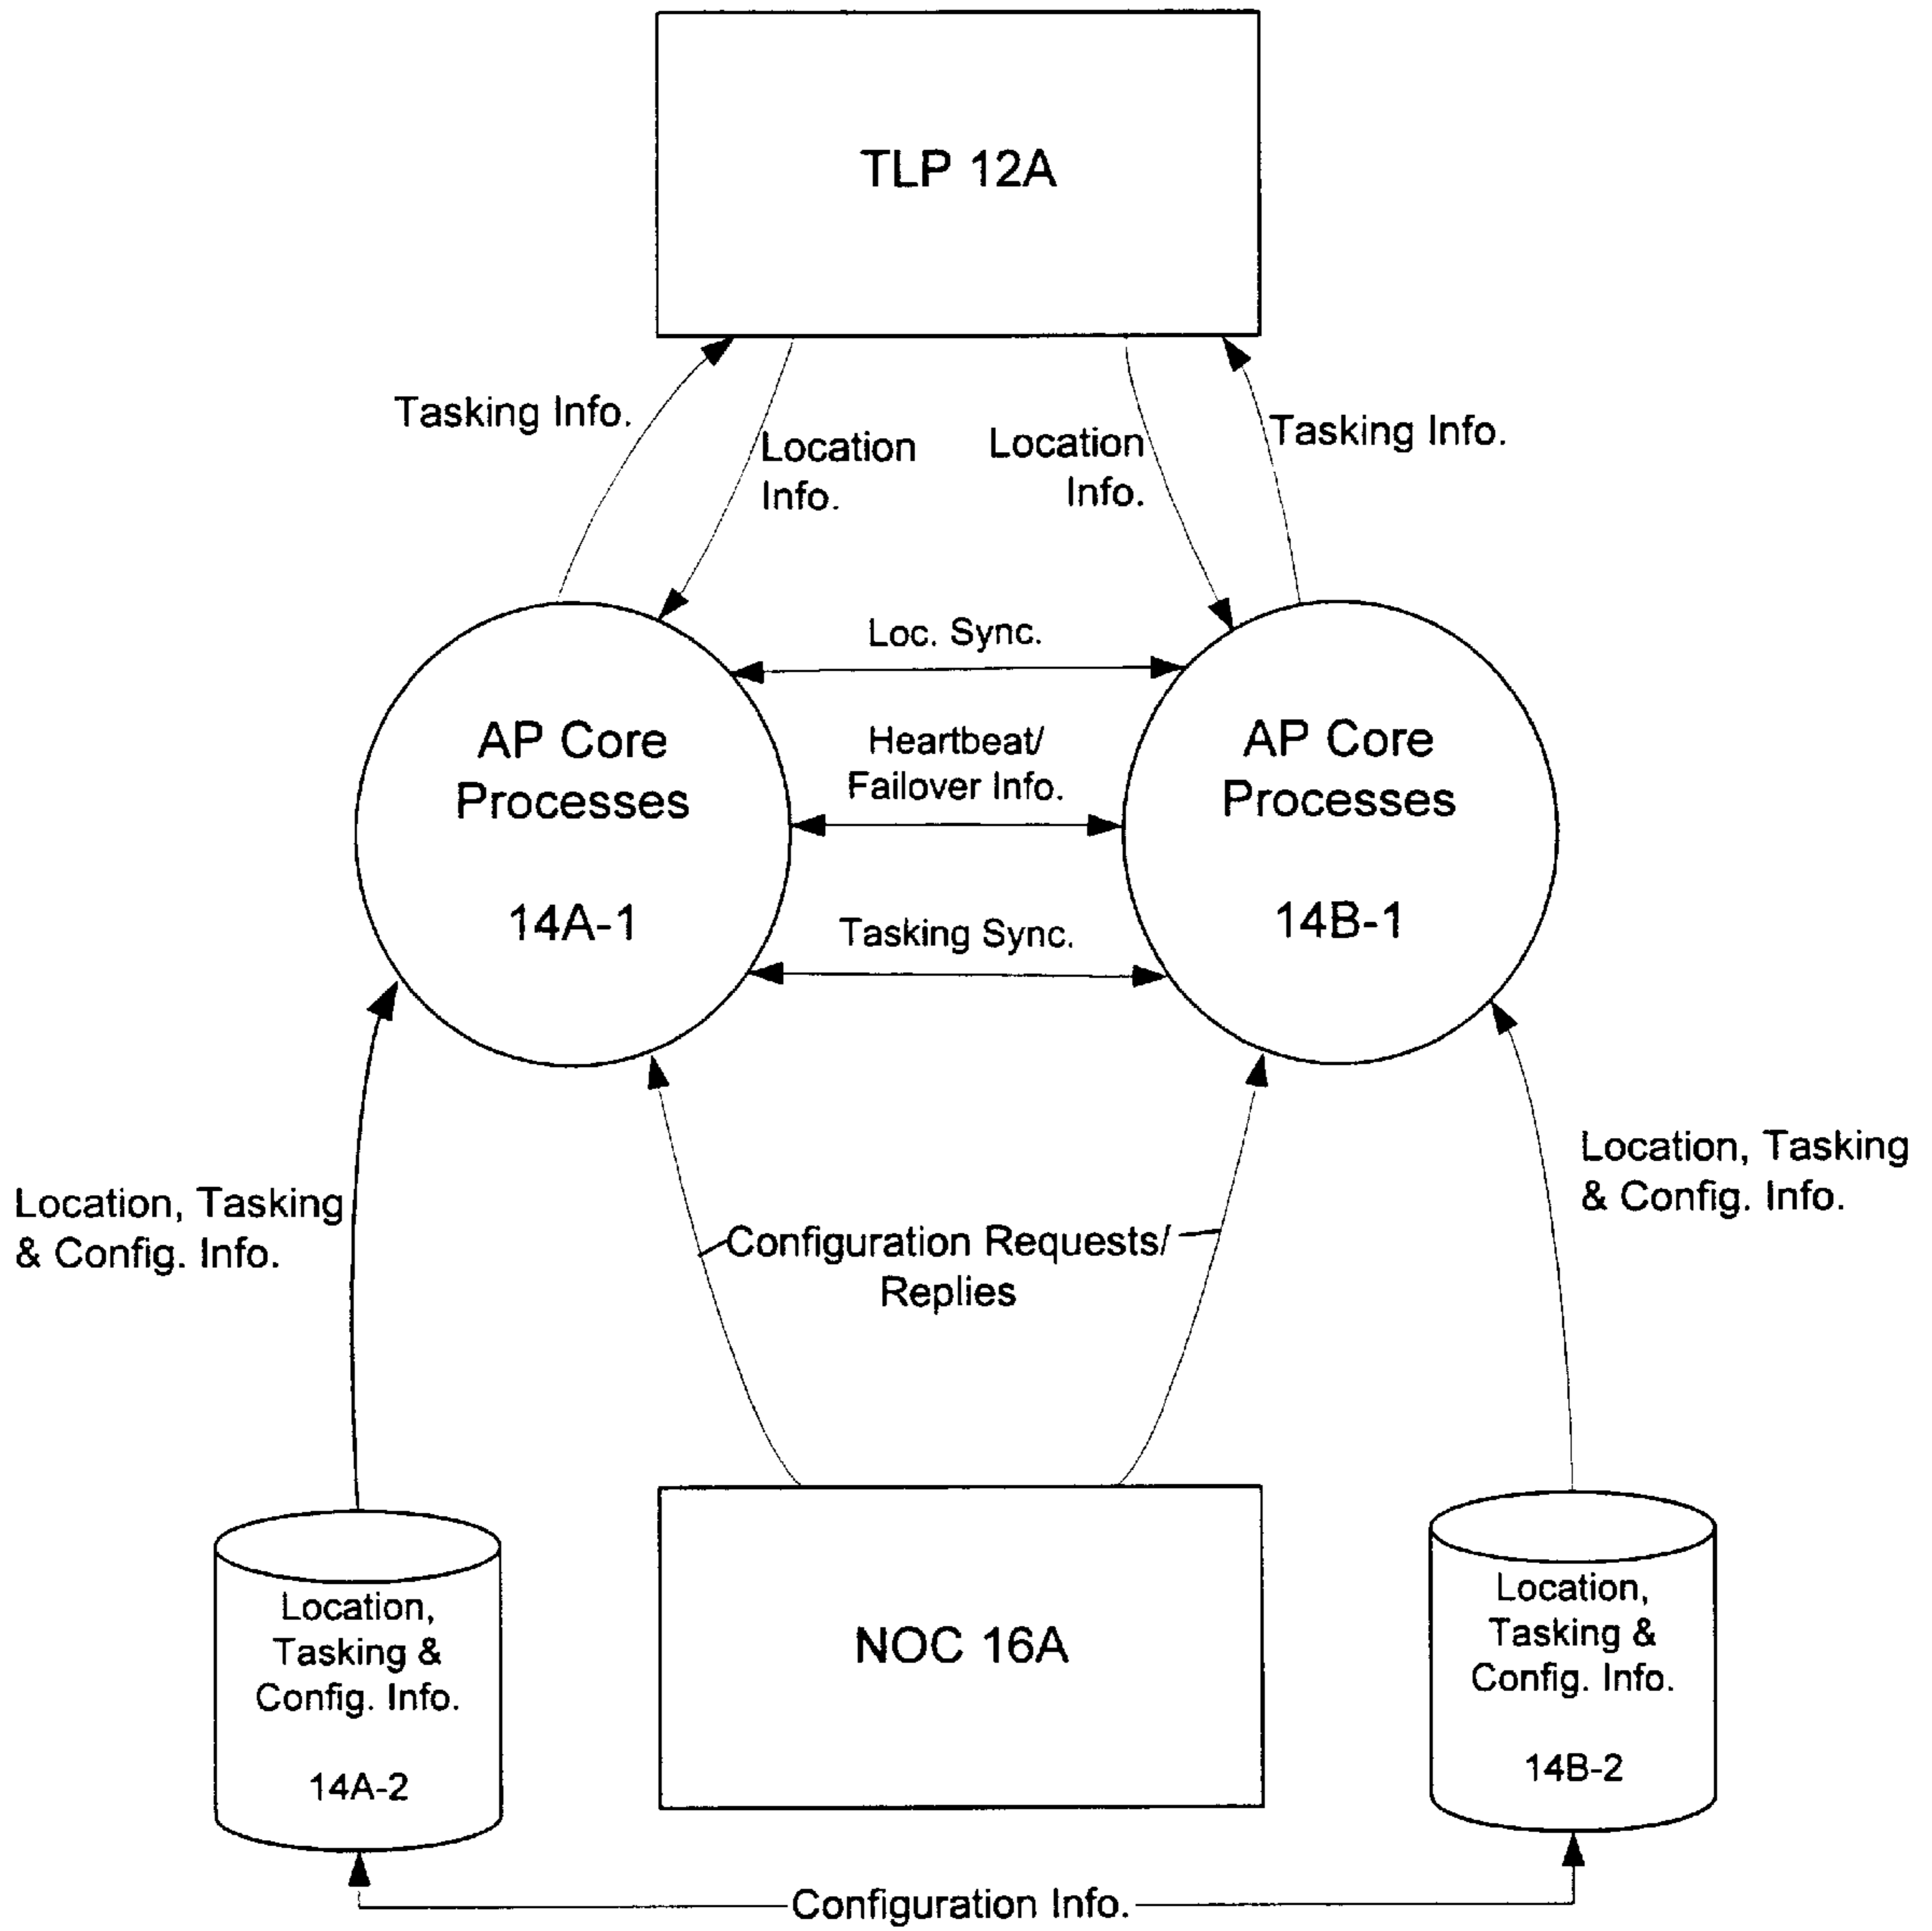 TLP 12A
Tasking Info.
Location
Info.
Location
Info.
Tasking Info.
Loc. Sync.
AP Core
Processes
14A-1
Heartbeat/
Failover Info.
AP Core
Processes
14B-1
Tasking Sync.
Location, Tasking
& Config. Info.
Configuration Requests/
Replies
Location, Tasking
& Config. Info.
Location,
Tasking &
Config. Info.
14A-2
NOC 16A
Location,
Tasking &
Config. Info.
14B-2
Configuration Info.